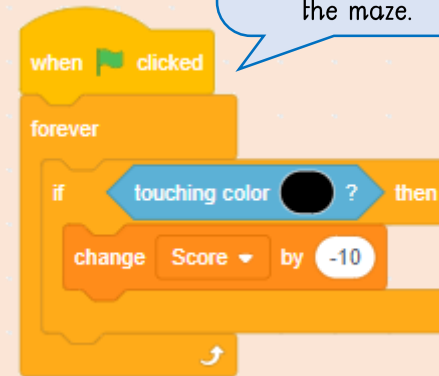 the maze.
when clicked
forever
if touching color ? then
change Score by -10